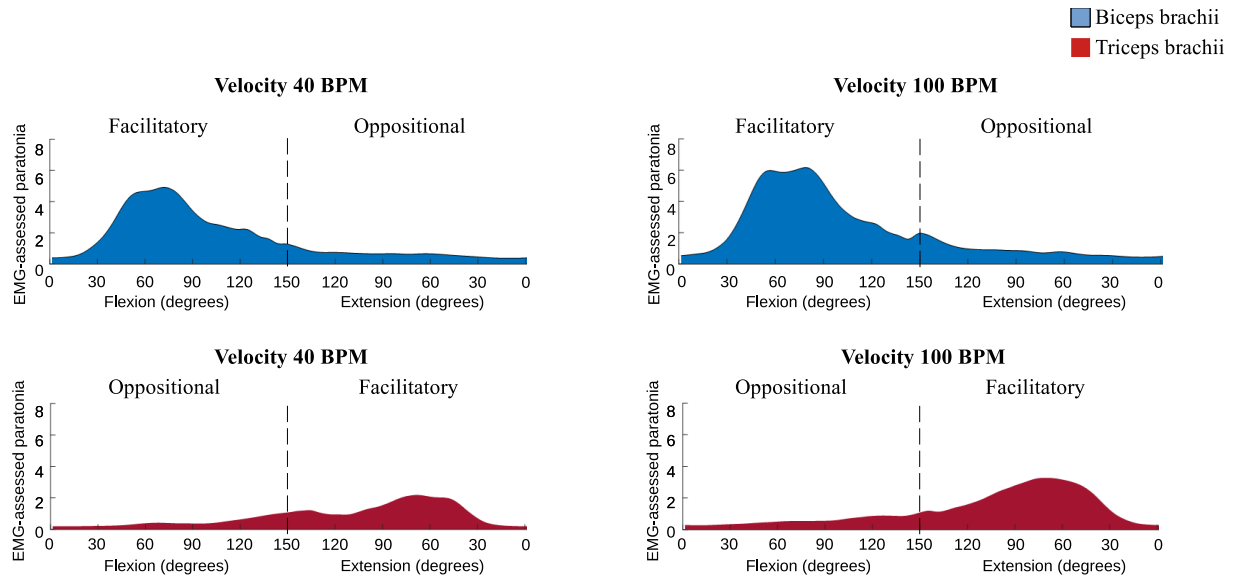 Biceps brachii
Triceps brachii
Velocity 40 BPM
Facilitatory Oppositional
EMG-assessed paratonia
8
6
4
2
0
0 30 60 90 120 150 120 90 60 30 0
Flexion (degrees) Extension (degrees)
Velocity 100 BPM
Facilitatory Oppositional
EMG-assessed paratonia
8
6
4
2
0
0 30 60 90 120 150 120 90 60 30 0
Flexion (degrees) Extension (degrees)
Velocity 40 BPM
Oppositional Facilitatory
EMG-assessed paratonia
8
6
4
2
0
0 30 60 90 120 150 120 90 60 30 0
Flexion (degrees) Extension (degrees)
Velocity 100 BPM
Oppositional Facilitatory
EMG-assessed paratonia
8
6
4
2
0
0 30 60 90 120 150 120 90 60 30 0
Flexion (degrees) Extension (degrees)